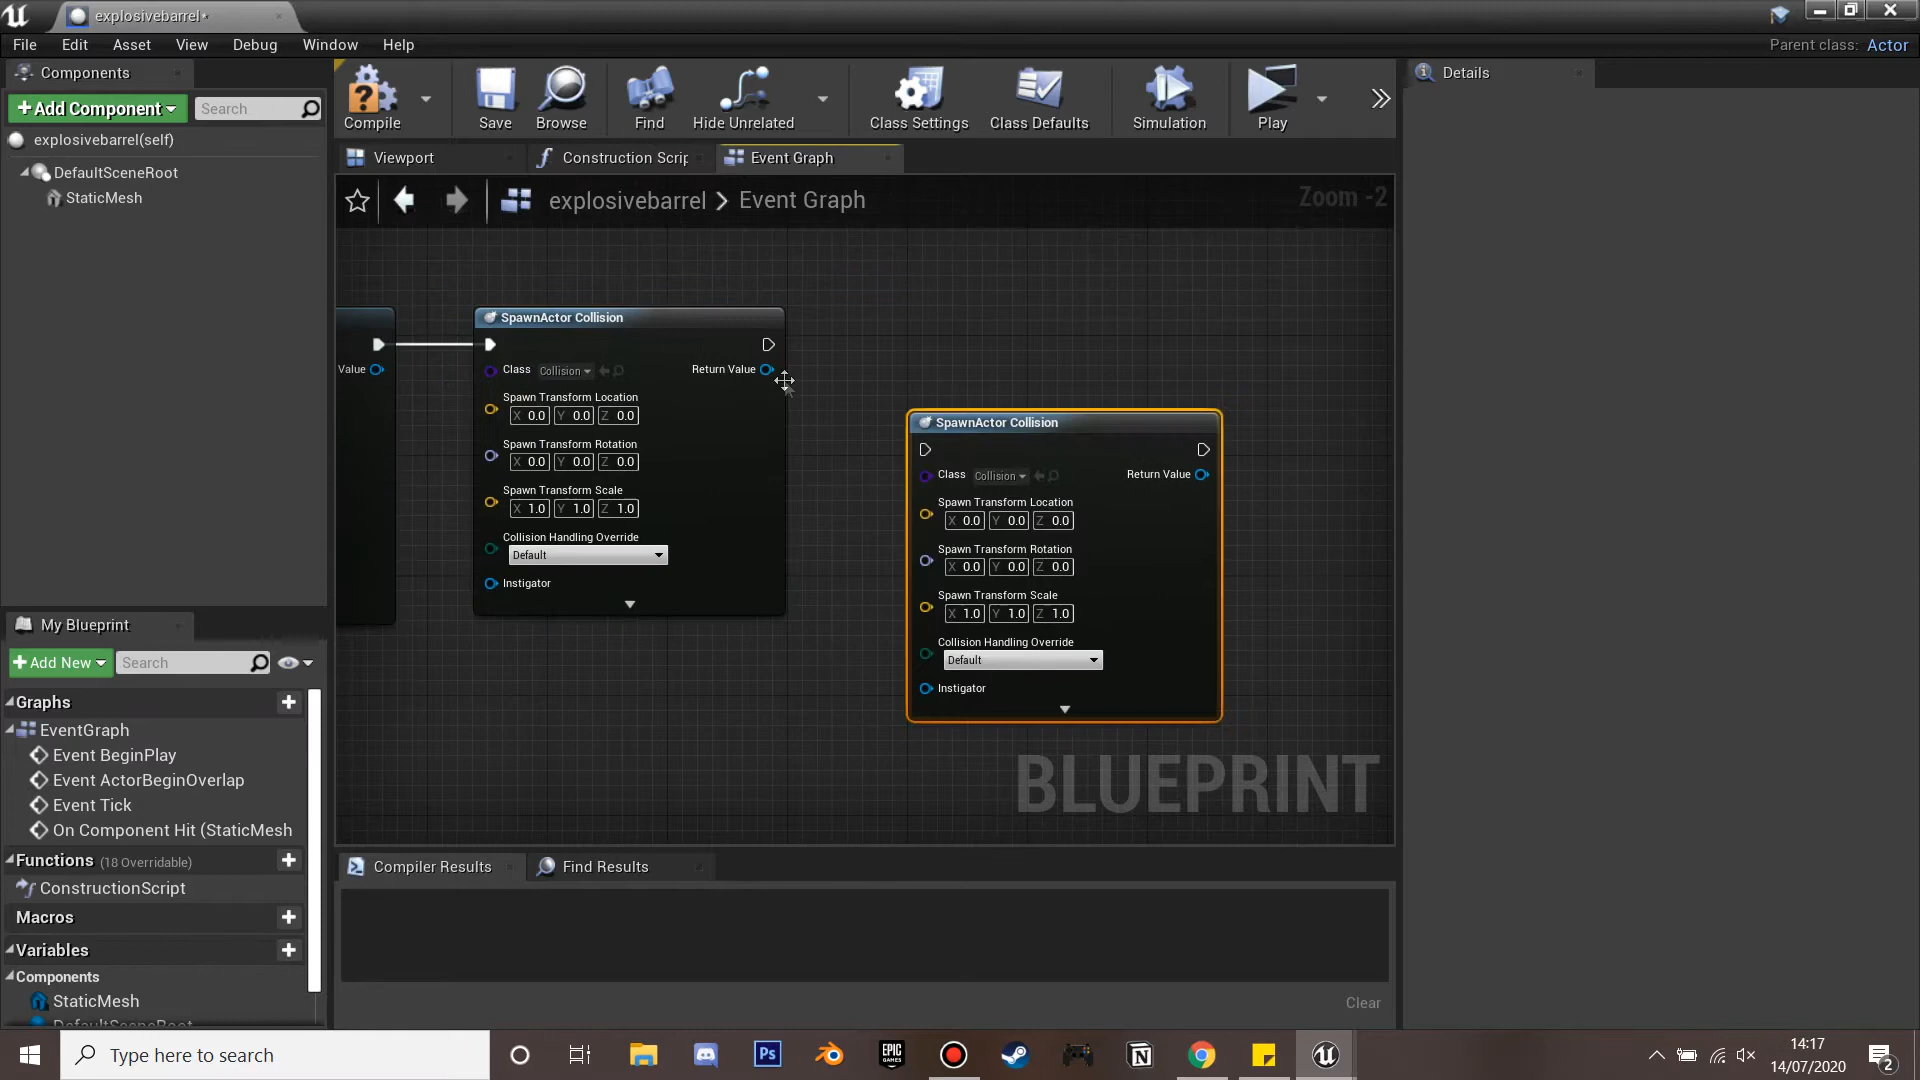 explosivebarrel*
File Edit Asset View Debug Window Help
Parent class: Actor
Components
Details
+Add Component
Search
Compile
Save
Browse
Find
Hide Unrelated
Class Settings
Class Defaults
Simulation
Play
explosivebarrel(self)
DefaultSceneRoot
StaticMesh
Viewport
Construction Scrip
Event Graph
explosivebarrel > Event Graph
Zoom -2
Value
SpawnActor Collision
Class Collision
Return Value
Spawn Transform Location
X 0.0 Y 0.0 Z 0.0
Spawn Transform Rotation
X 0.0 Y 0.0 Z 0.0
Spawn Transform Scale
X 1.0 Y 1.0 Z 1.0
Collision Handling Override
Default
Instigator
SpawnActor Collision
Class Collision
Return Value
Spawn Transform Location
X 0.0 Y 0.0 Z 0.0
Spawn Transform Rotation
X 0.0 Y 0.0 Z 0.0
Spawn Transform Scale
X 1.0 Y 1.0 Z 1.0
Collision Handling Override
Default
Instigator
BLUEPRINT
My Blueprint
+Add New
Search
Graphs
EventGraph
Event BeginPlay
Event ActorBeginOverlap
Event Tick
On Component Hit (StaticMesh
Functions (18 Overridable)
ConstructionScript
Macros
Variables
Components
StaticMesh
DefaultSceneRoot
Compiler Results
Find Results
Clear
Type here to search
Ps
EPIC GAMES
14:17
14/07/2020
2